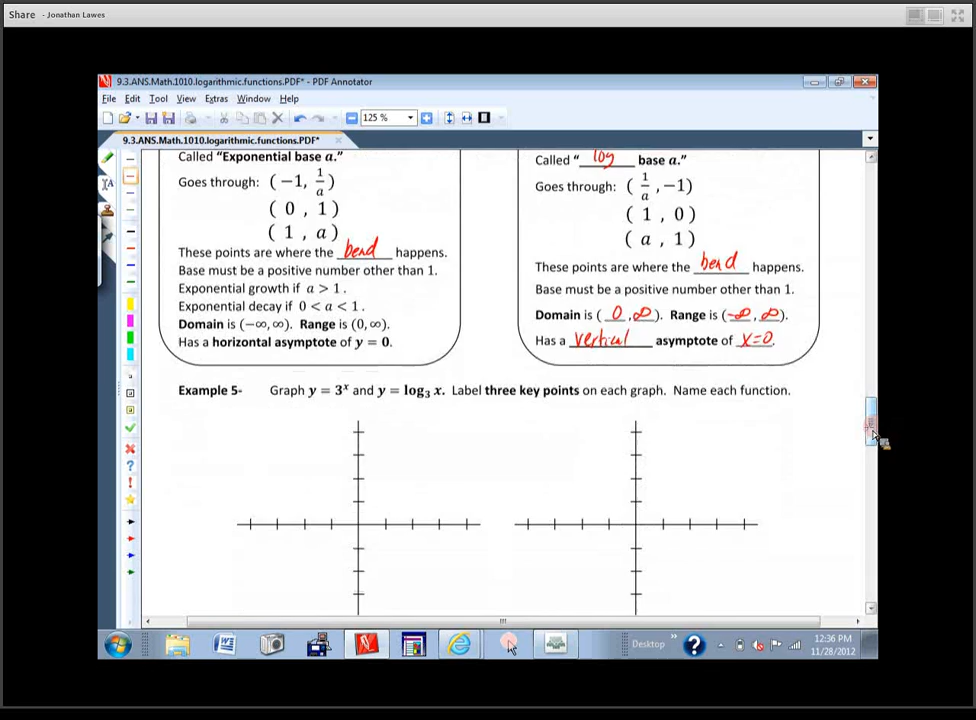 Share - Jonathan Lawes
9.3.ANS.Math.1010.logarithmic.functions.PDF* - PDF Annotator
File Edit Tool View Extras Window Help
125 %
9.3.ANS.Math.1010.logarithmic.functions.PDF*
Called "Exponential base a."
Goes through: (−1, 1/a)
( 0 , 1 )
( 1 , a )
These points are where the bend happens.
Base must be a positive number other than 1.
Exponential growth if a > 1.
Exponential decay if 0 < a < 1.
Domain is (−∞, ∞). Range is (0, ∞).
Has a horizontal asymptote of y = 0.
Called "log base a."
Goes through: ( 1/a , −1)
( 1 , 0 )
( a , 1 )
These points are where the bend happens.
Base must be a positive number other than 1.
Domain is ( 0 , ∞ ). Range is (-∞, ∞).
Has a vertical asymptote of x=0.
Example 5- Graph y = 3ˣ and y = log₃ x. Label three key points on each graph. Name each function.
Desktop
12:36 PM
11/28/2012